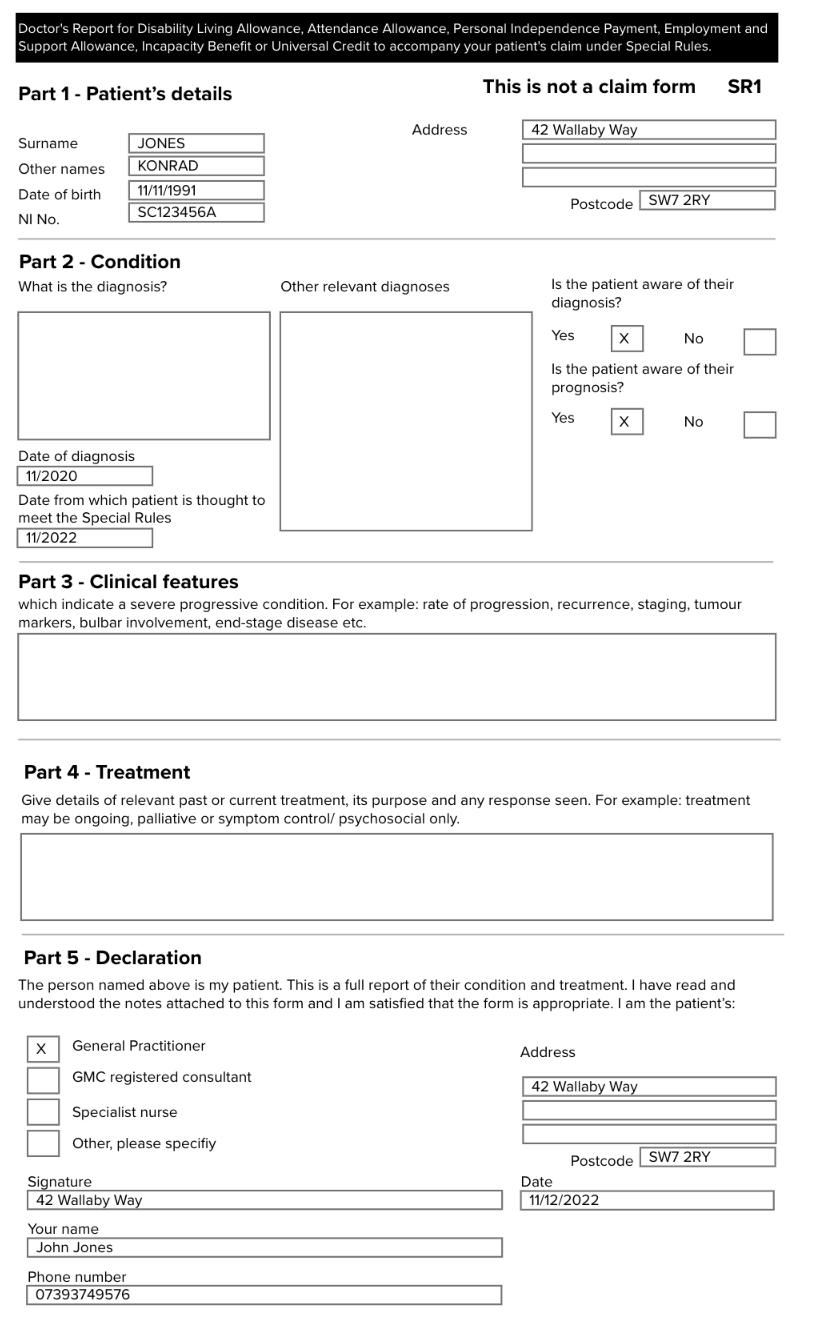 Doctor's Report for Disability Living Allowance, Attendance Allowance, Personal Independence Payment, Employment and
Support Allowance, Incapacity Benefit or Universal Credit to accompany your patient's claim under Special Rules.
This is not a claim form SR1
Part 1 - Patient's details
Surname JONES
Other names KONRAD
Date of birth 11/11/1991
NI No. SC123456A
Address 42 Wallaby Way
Postcode SW7 2RY
Part 2 - Condition
What is the diagnosis?
Other relevant diagnoses
Is the patient aware of their
diagnosis?
Yes X No
Is the patient aware of their
prognosis?
Yes X No
Date of diagnosis
11/2020
Date from which patient is thought to
meet the Special Rules
11/2022
Part 3 - Clinical features
which indicate a severe progressive condition. For example: rate of progression, recurrence, staging, tumour
markers, bulbar involvement, end-stage disease etc.
Part 4 - Treatment
Give details of relevant past or current treatment, its purpose and any response seen. For example: treatment
may be ongoing, palliative or symptom control/ psychosocial only.
Part 5 - Declaration
The person named above is my patient. This is a full report of their condition and treatment. I have read and
understood the notes attached to this form and I am satisfied that the form is appropriate. I am the patient's:
X General Practitioner
GMC registered consultant
Specialist nurse
Other, please specifiy
Address
42 Wallaby Way
Postcode SW7 2RY
Signature
42 Wallaby Way
Date
11/12/2022
Your name
John Jones
Phone number
07393749576